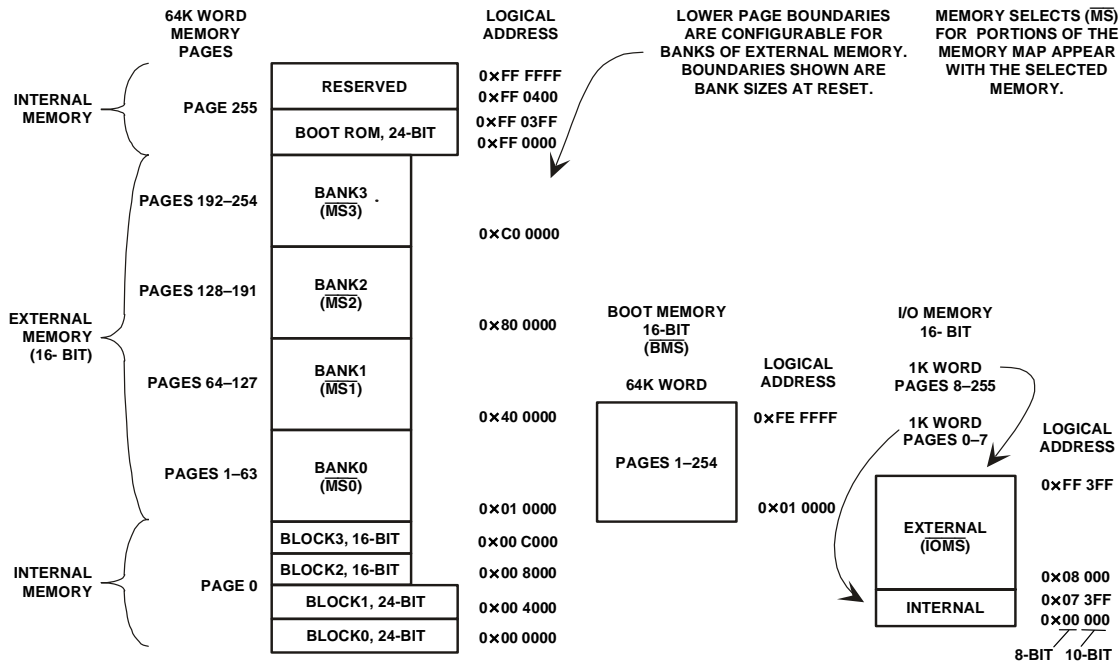 64K WORD
MEMORY
PAGES
LOGICAL
ADDRESS
LOWER PAGE BOUNDARIES
ARE CONFIGURABLE FOR
BANKS OF EXTERNAL MEMORY.
BOUNDARIES SHOWN ARE
BANK SIZES AT RESET.
MEMORY SELECTS (MS)
FOR PORTIONS OF THE
MEMORY MAP APPEAR
WITH THE SELECTED
MEMORY.
INTERNAL
MEMORY
PAGE 255
RESERVED
0×FF FFFF
0×FF 0400
BOOT ROM, 24-BIT
0×FF 03FF
0×FF 0000
EXTERNAL
MEMORY
(16- BIT)
PAGES 192–254
BANK3
(MS3)
0×C0 0000
PAGES 128–191
BANK2
(MS2)
0×80 0000
PAGES 64–127
BANK1
(MS1)
0×40 0000
PAGES 1–63
BANK0
(MS0)
0×01 0000
INTERNAL
MEMORY
PAGE 0
BLOCK3, 16-BIT
0×00 C000
BLOCK2, 16-BIT
0×00 8000
BLOCK1, 24-BIT
0×00 4000
BLOCK0, 24-BIT
0×00 0000
BOOT MEMORY
16-BIT
(BMS)
64K WORD
LOGICAL
ADDRESS
0×FE FFFF
PAGES 1–254
0×01 0000
I/O MEMORY
16- BIT
1K WORD
PAGES 8–255
1K WORD
PAGES 0–7
LOGICAL
ADDRESS
0×FF 3FF
EXTERNAL
(IOMS)
0×08 000
INTERNAL
0×07 3FF
0×00 000
8-BIT 10-BIT